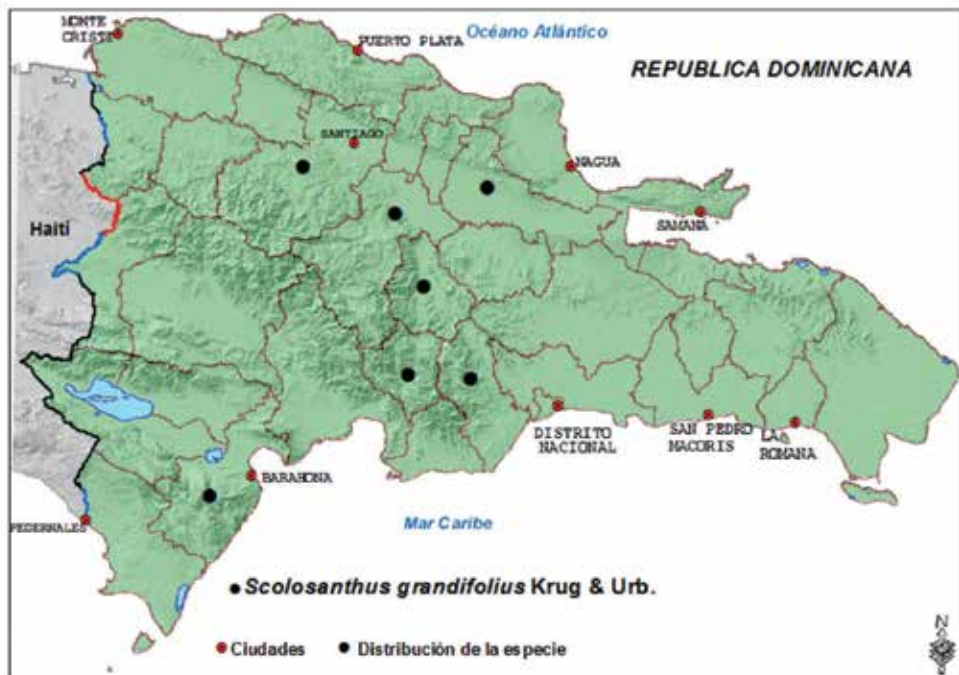 MONTE
CRISTI
PUERTO PLATA
Océano Atlántico
REPUBLICA DOMINICANA
SANTIAGO
NAGUA
SAMANÁ
Haití
DISTRITO
NACIONAL
SAN PEDRO
MACORIS
LA
ROMANA
BARAHONA
PEDERNALES
Mar Caribe
Scolosanthus grandifolius Krug & Urb.
Ciudades
Distribución de la especie
N